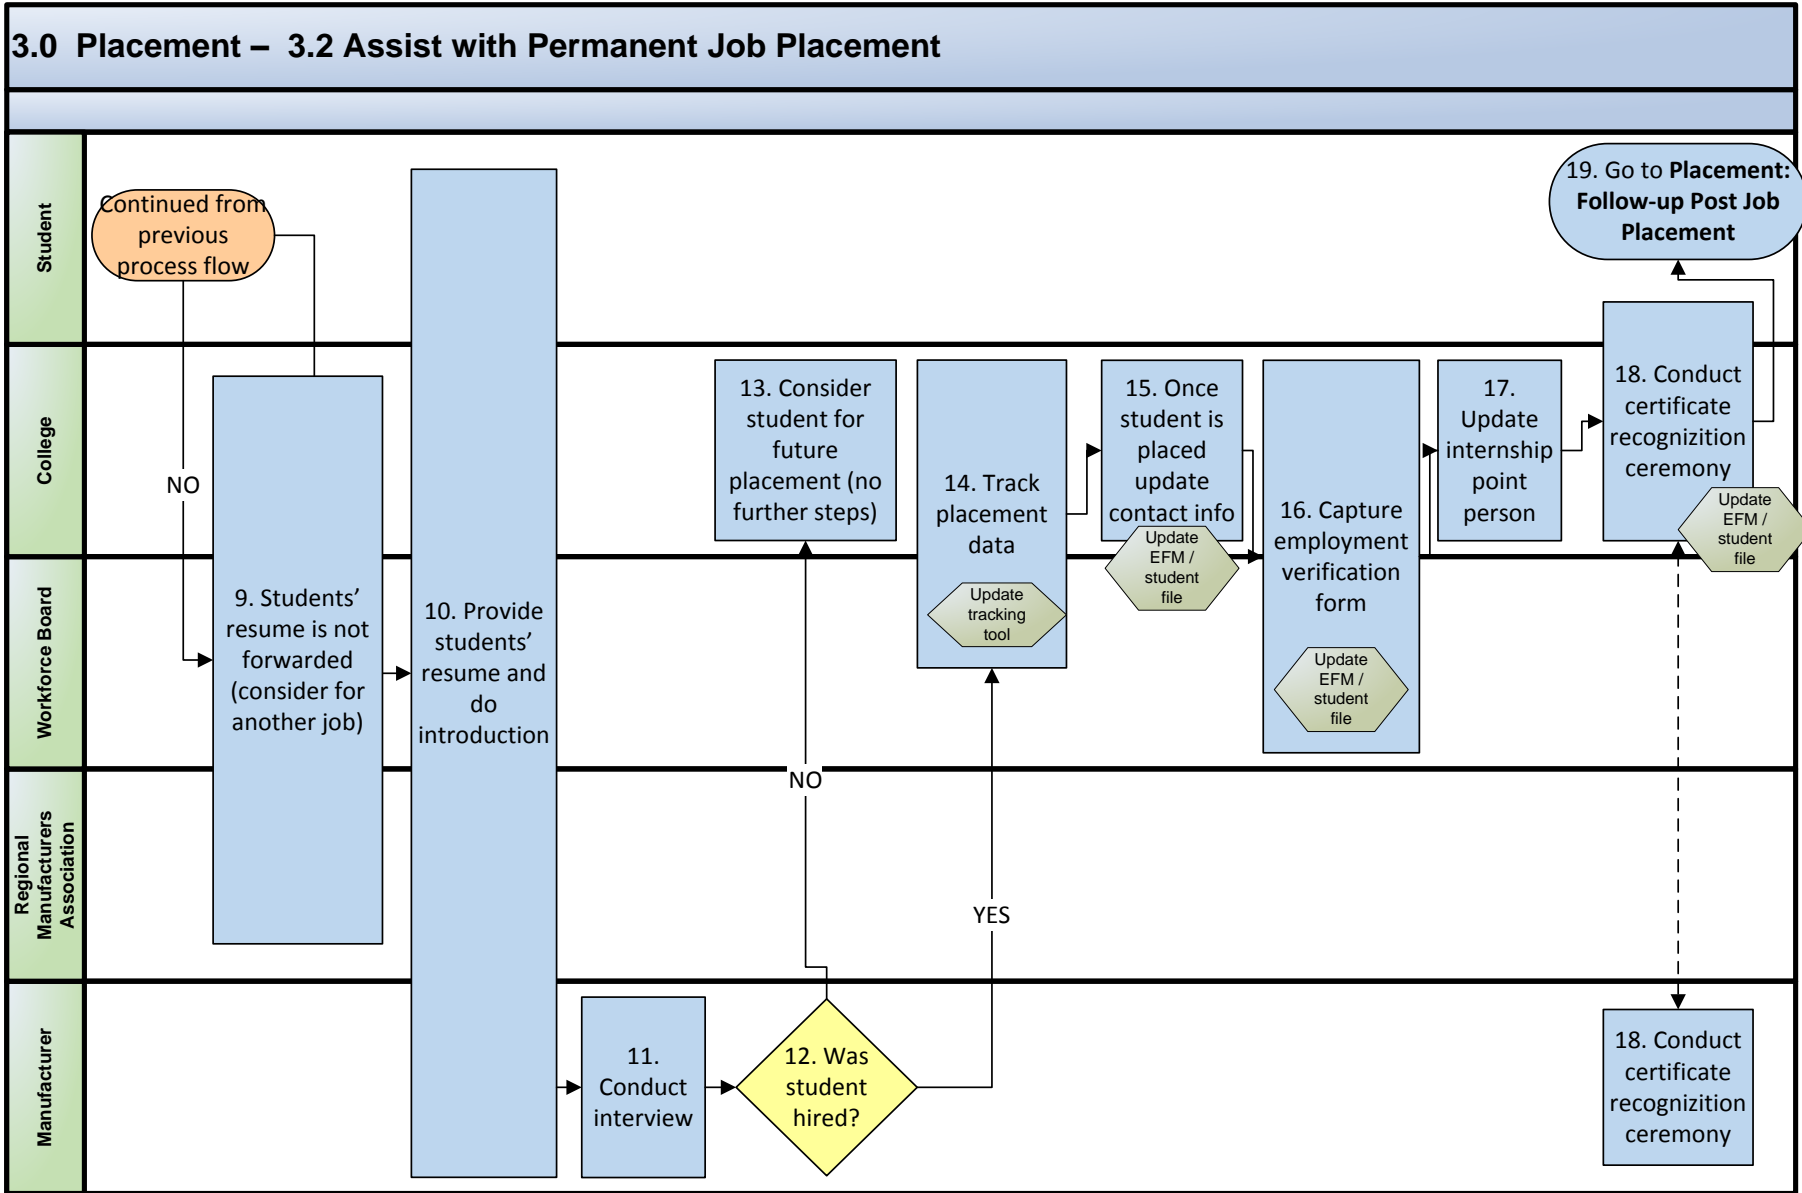 3.0  Placement –  3.2 Assist with Permanent Job Placement
Student
Continued from
previous
process flow
19. Go to Placement:
Follow-up Post Job
Placement
College
NO
13. Consider
student for
future
placement (no
further steps)
14. Track
placement
data
Update
tracking
tool
15. Once
student is
placed
update
contact info
Update
EFM /
student
file
16. Capture
employment
verification
form
Update
EFM /
student
file
17.
Update
internship
point
person
18. Conduct
certificate
recognizition
ceremony
Update
EFM /
student
file
Workforce Board
9. Students’
resume is not
forwarded
(consider for
another job)
10. Provide
students’
resume and
do
introduction
NO
YES
Regional
Manufacturers
Association
Manufacturer
11.
Conduct
interview
12. Was
student
hired?
18. Conduct
certificate
recognizition
ceremony